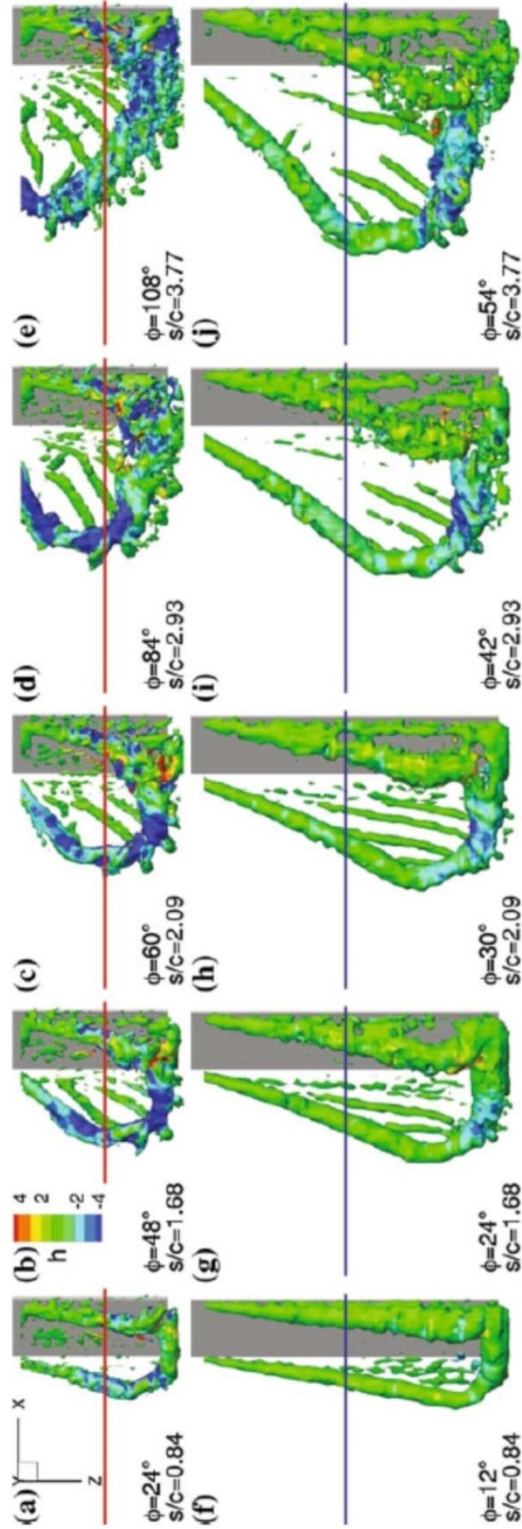 (a)
Y
X
Z
φ=24°
s/c=0.84
(b)
4
2
-2
-4
h
φ=48°
s/c=1.68
(c)
φ=60°
s/c=2.09
(d)
φ=84°
s/c=2.93
(e)
φ=108°
s/c=3.77
(f)
φ=12°
s/c=0.84
(g)
φ=24°
s/c=1.68
(h)
φ=30°
s/c=2.09
(i)
φ=42°
s/c=2.93
(j)
φ=54°
s/c=3.77